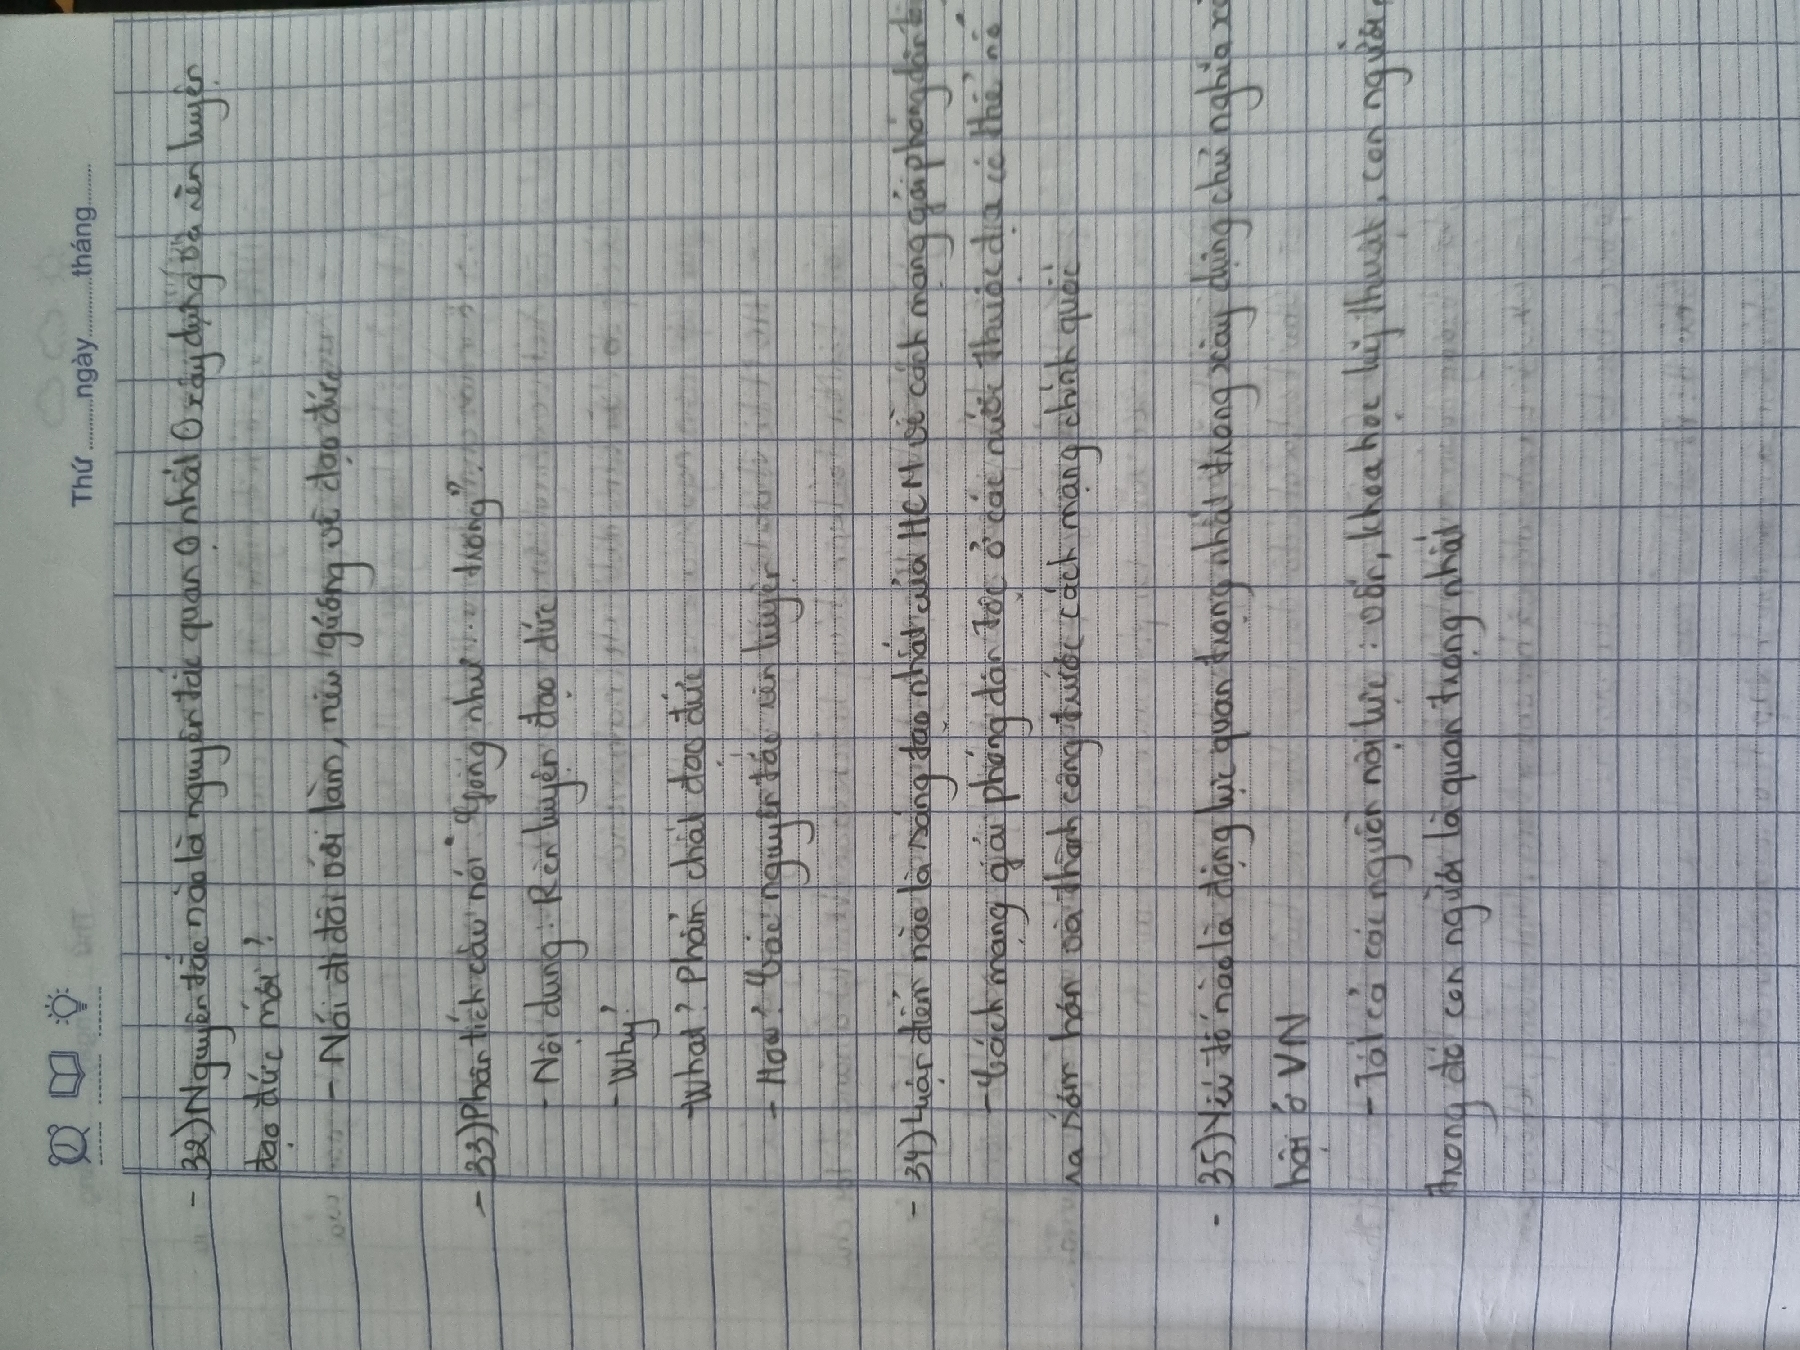 Thứ ..........ngày............tháng........
- 32) Nguyên tắc nào là nguyên tắc quan ⊙ nhất ⊙ xây dựng và rèn luyện
đạo đức mới?
- Nói đi đôi với làm, nêu gương về đạo đức
- 33) Phân tích câu nói " như ... trong".
- Nội dung: Rèn luyện đạo đức
- Why?
- What? Phẩm chất đạo đức
- How? Các nguyên tắc rèn luyện
- 34) Luận điểm nào là sáng tạo nhất của HCM về cách mạng giải phóng dân
- Cách mạng giải phóng dân tộc ở các nước thuộc địa có thể nổ
ra sớm hơn và thành công trước cách mạng chính quốc
- 35) Yếu tố nào là động lực quan trọng nhất trong xây dựng chủ nghĩa xã
hội ở VN
- Tất cả các nguồn nội lực: vốn, khoa học kỹ thuật, con người,
trong đó con người là quan trọng nhất